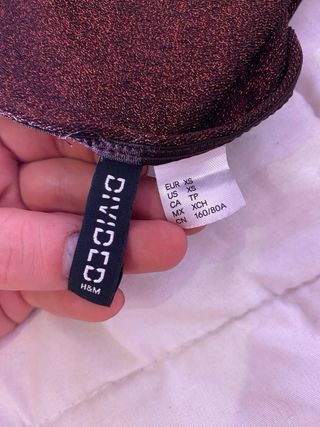 DIVIDED
H&M
EUR XS
US XS
CA TP
MX XCH
CN 160/80A